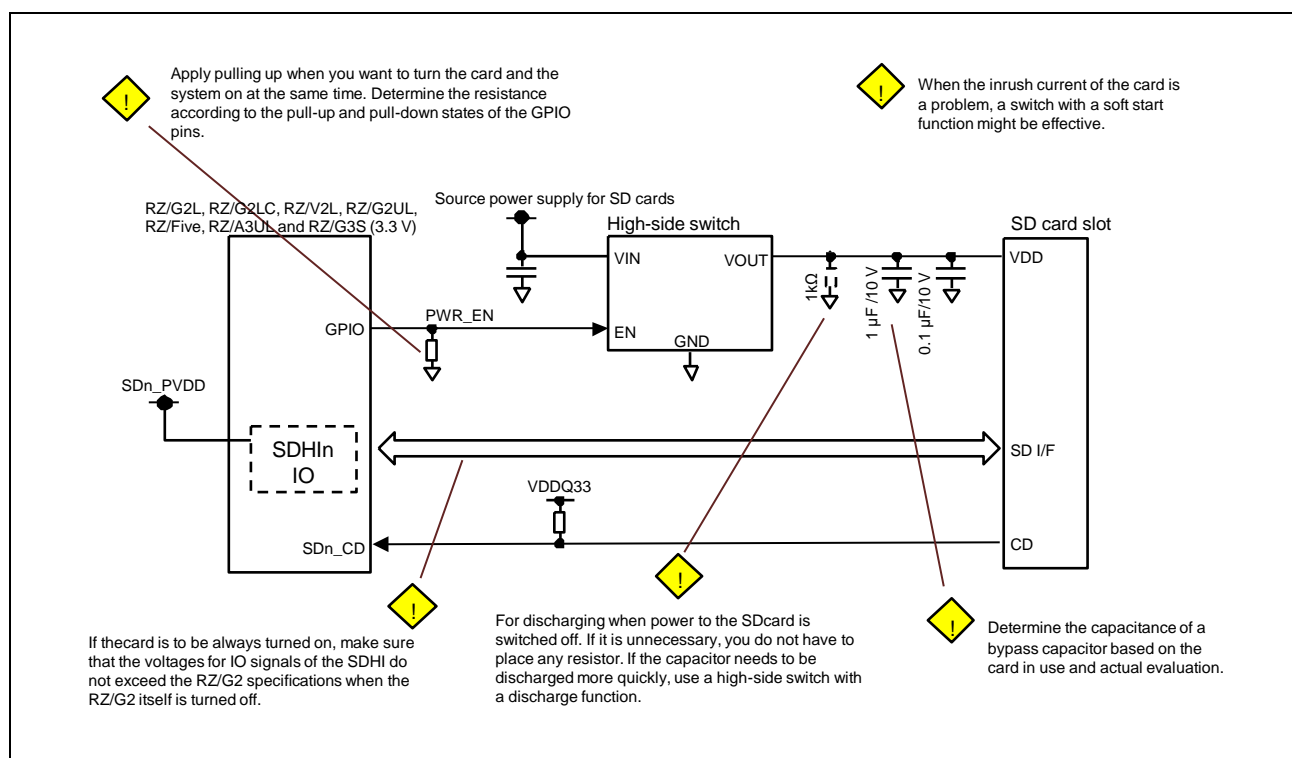 !
Apply pulling up when you want to turn the card and the
system on at the same time. Determine the resistance
according to the pull-up and pull-down states of the GPIO
pins.
!
When the inrush current of the card is
a problem, a switch with a soft start
function might be effective.
Source power supply for SD cards
RZ/G2L, RZ/G2LC, RZ/V2L, RZ/G2UL,
RZ/Five, RZ/A3UL and RZ/G3S (3.3 V)
High-side switch
SD card slot
VIN
VOUT
VDD
1kΩ
1 µF /10 V
0.1 µF/10 V
PWR_EN
GPIO
EN
GND
SDn_PVDD
SDHIn
IO
SD I/F
VDDQ33
SDn_CD
CD
!
!
!
If thecard is to be always turned on, make sure
that the voltages for IO signals of the SDHI do
not exceed the RZ/G2 specifications when the
RZ/G2 itself is turned off.
For discharging when power to the SDcard is
switched off. If it is unnecessary, you do not have to
place any resistor. If the capacitor needs to be
discharged more quickly, use a high-side switch with
a discharge function.
Determine the capacitance of a
bypass capacitor based on the
card in use and actual evaluation.